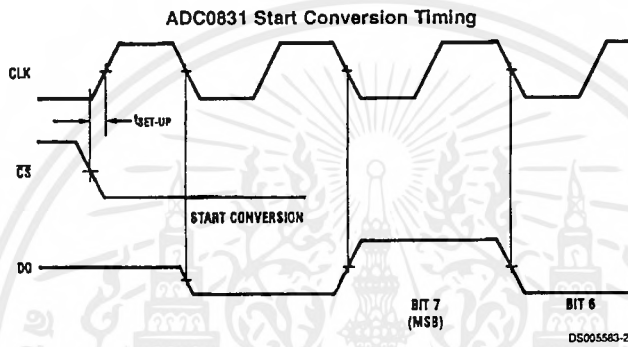 ADC0831 Start Conversion Timing
CLK
tSET-UP
CS
START CONVERSION
DO
BIT 7
(MSB)
BIT 6
DS005583-2